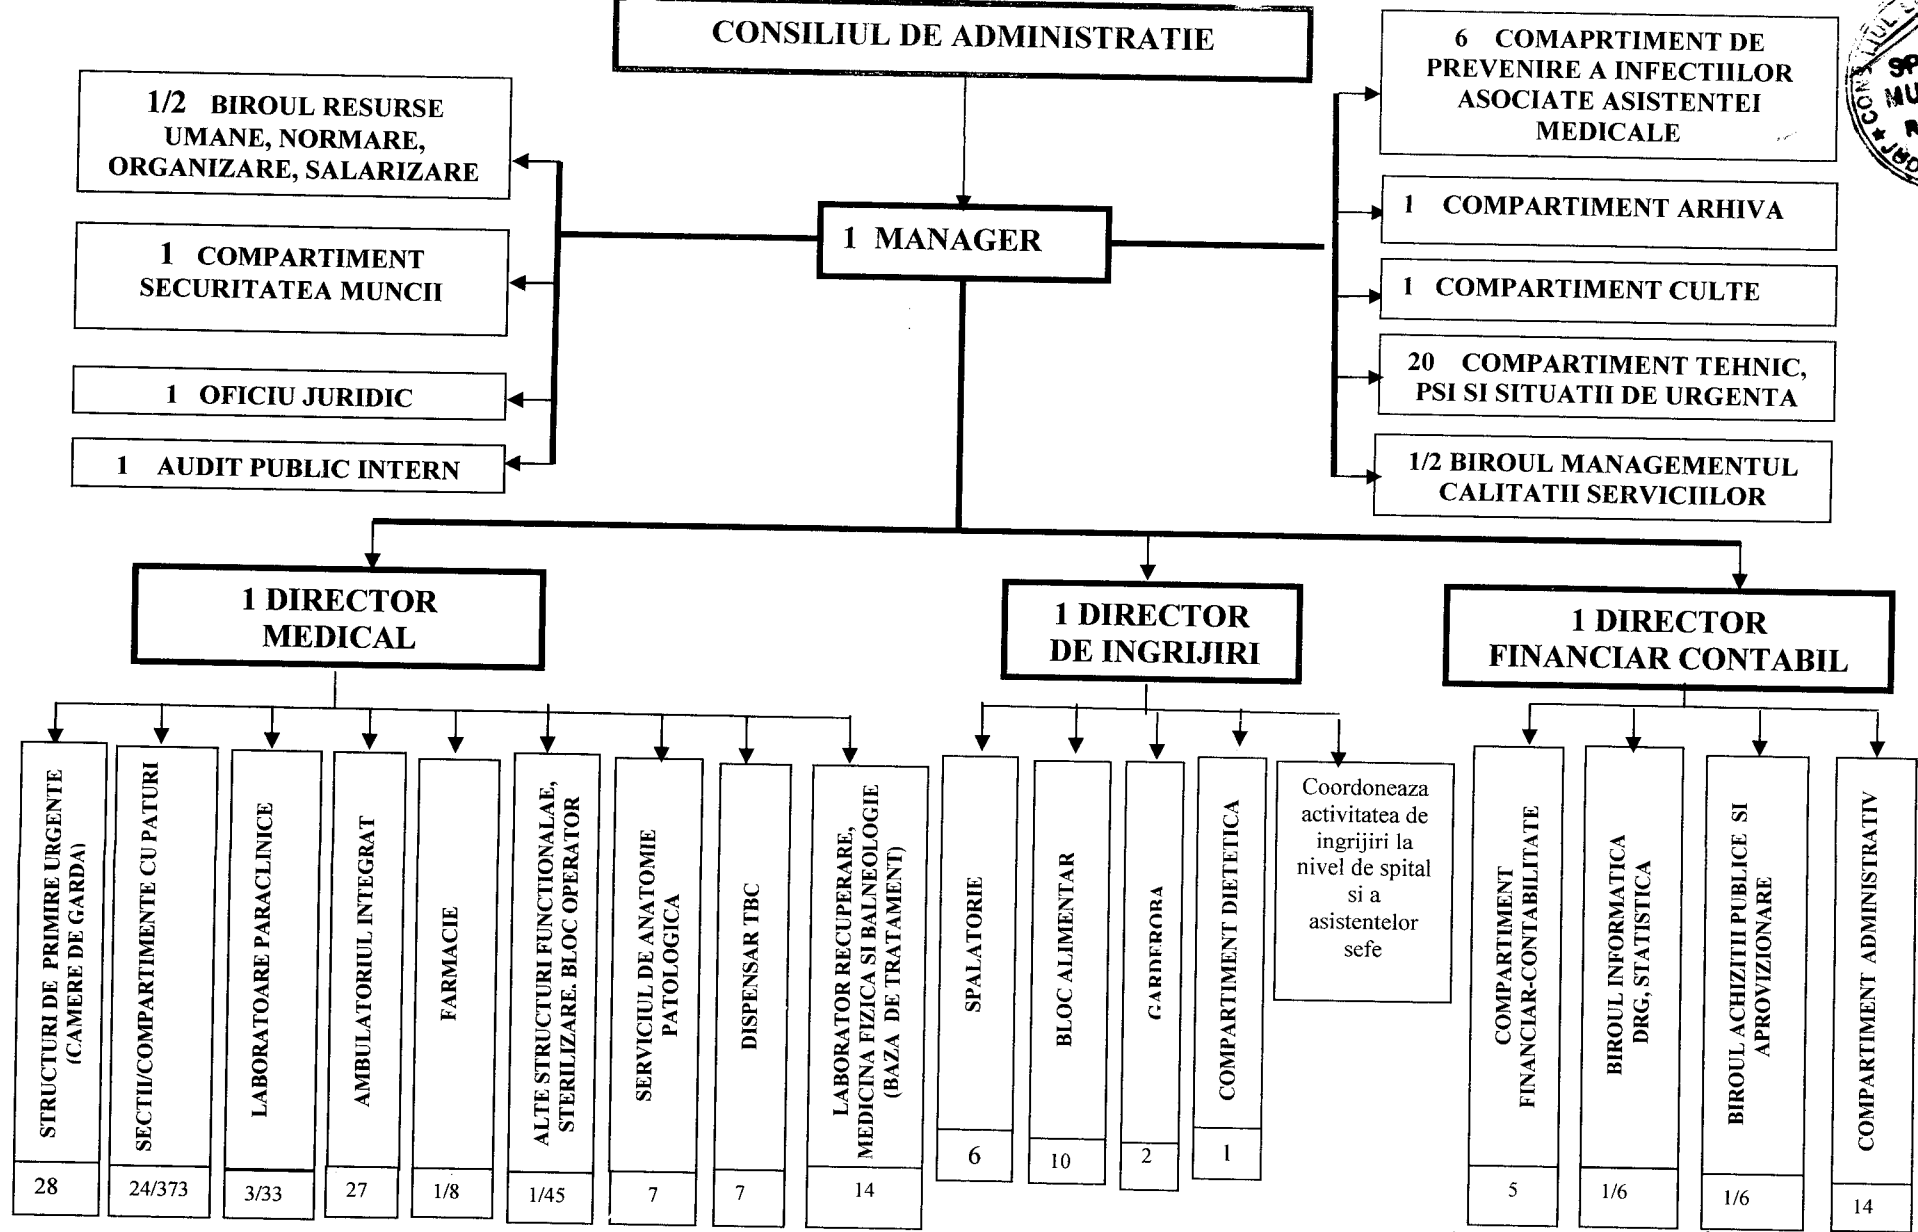 CONSILIUL DE ADMINISTRATIE
1/2 BIROUL RESURSE
UMANE, NORMARE,
ORGANIZARE, SALARIZARE
1 COMPARTIMENT
SECURITATEA MUNCII
1 OFICIU JURIDIC
1 AUDIT PUBLIC INTERN
1 MANAGER
6 COMAPRTIMENT DE
PREVENIRE A INFECTIILOR
ASOCIATE ASISTENTEI
MEDICALE
1 COMPARTIMENT ARHIVA
1 COMPARTIMENT CULTE
20 COMPARTIMENT TEHNIC,
PSI SI SITUATII DE URGENTA
1/2 BIROUL MANAGEMENTUL
CALITATII SERVICIILOR
1 DIRECTOR
MEDICAL
1 DIRECTOR
DE INGRIJIRI
1 DIRECTOR
FINANCIAR CONTABIL
STRUCTURI DE PRIMIRE URGENTE
(CAMERE DE GARDA)
28
SECTII/COMPARTIMENTE CU PATURI
24/373
LABORATOARE PARACLINICE
3/33
AMBULATORIUL INTEGRAT
27
FARMACIE
1/8
ALTE STRUCTURI FUNCTIONALAE,
STERILIZARE. BLOC OPERATOR
1/45
SERVICIUL DE ANATOMIE
PATOLOGICA
7
DISPENSAR TBC
7
LABORATOR RECUPERARE,
MEDICINA FIZICA SI BALNEOLOGIE
(BAZA DE TRATAMENT)
14
SPALATORIE
6
BLOC ALIMENTAR
10
GARDEROBA
2
COMPARTIMENT DIETETICA
1
Coordoneaza
activitatea de
ingrijiri la
nivel de spital
si a
asistentelor
sefe
COMPARTIMENT
FINANCIAR-CONTABILITATE
5
BIROUL INFORMATICA
DRG, STATISTICA
1/6
BIROUL ACHIZITII PUBLICE SI
APROVIZIONARE
1/6
COMPARTIMENT ADMINISTRATIV
14